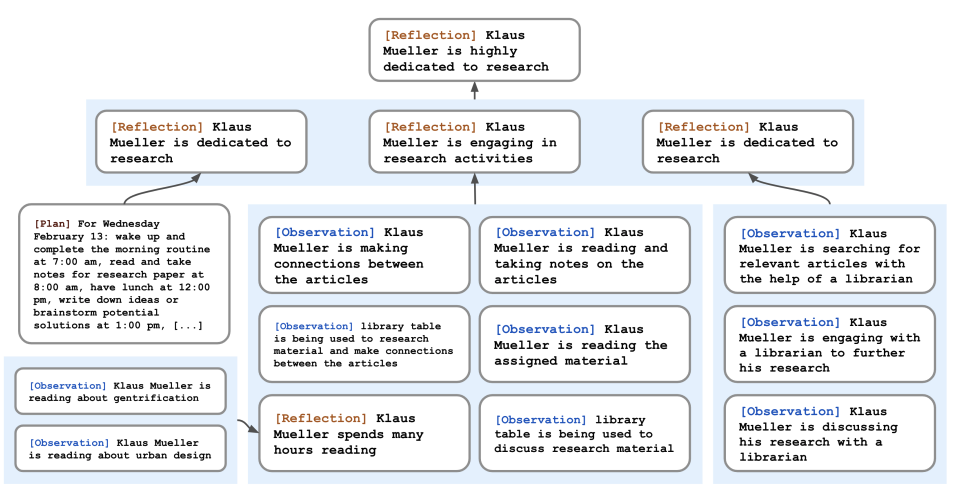 [Reflection] Klaus
Mueller is highly
dedicated to research
[Reflection] Klaus
Mueller is dedicated to
research
[Reflection] Klaus
Mueller is engaging in
research activities
[Reflection] Klaus
Mueller is dedicated to
research
[Plan] For Wednesday
February 13: wake up and
complete the morning routine
at 7:00 am, read and take
notes for research paper at
8:00 am, have lunch at 12:00
pm, write down ideas or
brainstorm potential
solutions at 1:00 pm, [...]
[Observation] Klaus Mueller is
reading about gentrification
[Observation] Klaus Mueller
is reading about urban design
[Observation] Klaus
Mueller is making
connections between
the articles
[Observation] Klaus
Mueller is reading and
taking notes on the
articles
[Observation] library table
is being used to research
material and make connections
between the articles
[Observation] Klaus
Mueller is reading the
assigned material
[Reflection] Klaus
Mueller spends many
hours reading
[Observation] library
table is being used to
discuss research material
[Observation] Klaus
Mueller is searching for
relevant articles with
the help of a librarian
[Observation] Klaus
Mueller is engaging with
a librarian to further
his research
[Observation] Klaus
Mueller is discussing
his research with a
librarian